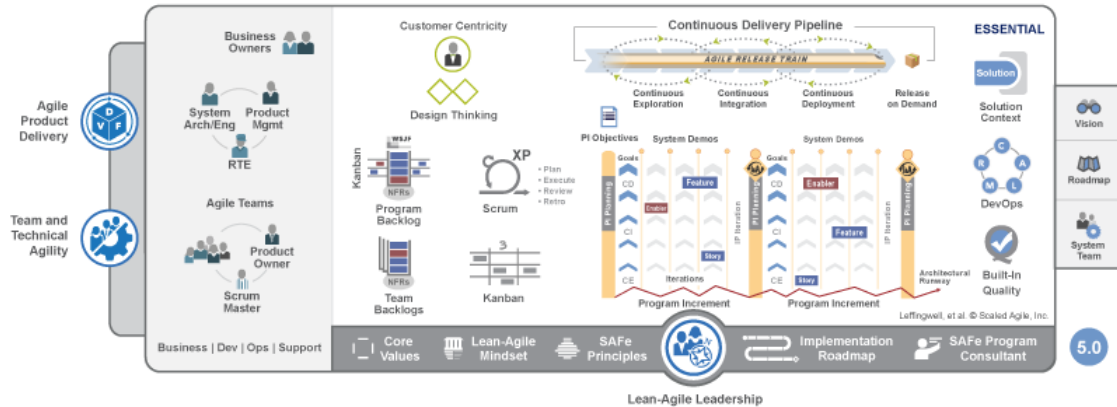 Agile
Product
Delivery
D
V F
Team and
Technical
Agility
Business
Owners
System
Arch/Eng
Product
Mgmt
RTE
Agile Teams
Product
Owner
Scrum
Master
Business | Dev | Ops | Support
Customer Centricity
Design Thinking
Kanban
WSJF
NFRs
Program
Backlog
XP
• Plan
• Execute
• Review
• Retro
Scrum
NFRs
Team
Backlogs
3
Kanban
Continuous Delivery Pipeline
AGILE RELEASE TRAIN
Continuous
Exploration
Continuous
Integration
Continuous
Deployment
Release
on Demand
PI Objectives
System Demos
System Demos
PI Planning
Goals
CD
CI
CE
Enabler
Feature
Story
Iterations
IP Iteration
PI Planning
Goals
CD
CI
CE
Enabler
Feature
Story
IP Iteration
PI Planning
Architectural
Runway
Program Increment
Program Increment
ESSENTIAL
Solution
Solution
Context
C
A
L
M
R
DevOps
Built-In
Quality
Leffingwell, et al. © Scaled Agile, Inc.
Vision
Roadmap
System
Team
Core
Values
Lean-Agile
Mindset
SAFe
Principles
Implementation
Roadmap
SAFe Program
Consultant
5.0
Lean-Agile Leadership